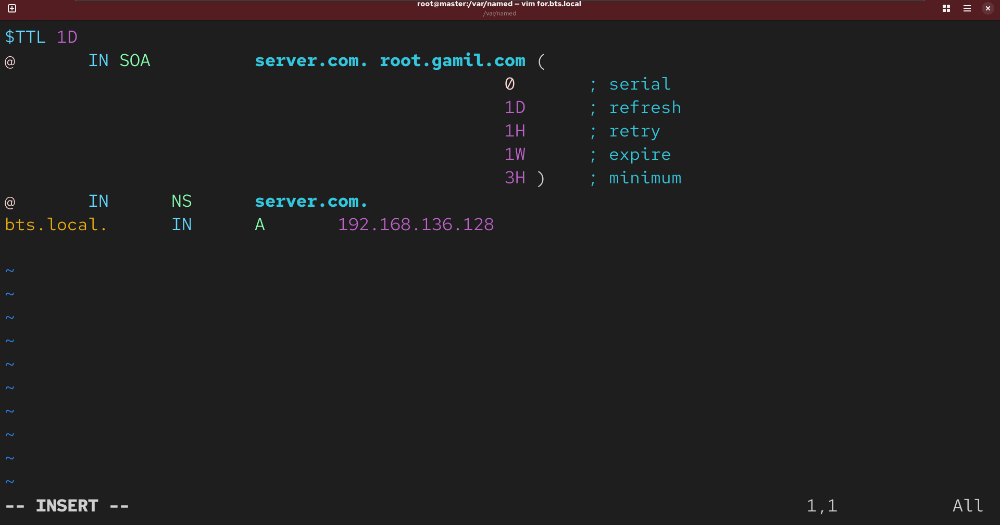 root@master:/var/named — vim for.bts.local
/var/named
$TTL 1D
@ IN SOA server.com. root.gamil.com (
0 ; serial
1D ; refresh
1H ; retry
1W ; expire
3H ) ; minimum
@ IN NS server.com.
bts.local. IN A 192.168.136.128
~
~
~
~
~
~
~
~
~
~
-- INSERT -- 1,1 All